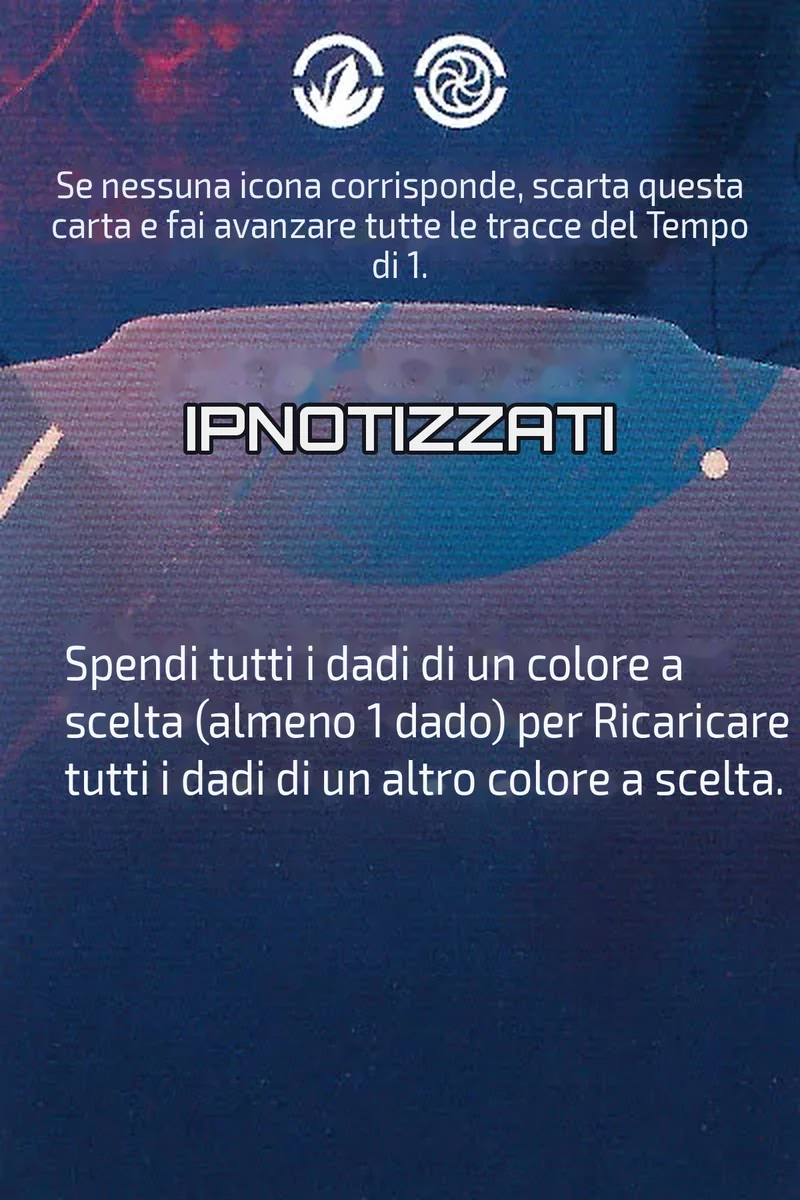 Se nessuna icona corrisponde, scarta questa
carta e fai avanzare tutte le tracce del Tempo
di 1.
IPNOTIZZATI
Spendi tutti i dadi di un colore a
scelta (almeno 1 dado) per Ricaricare
tutti i dadi di un altro colore a scelta.